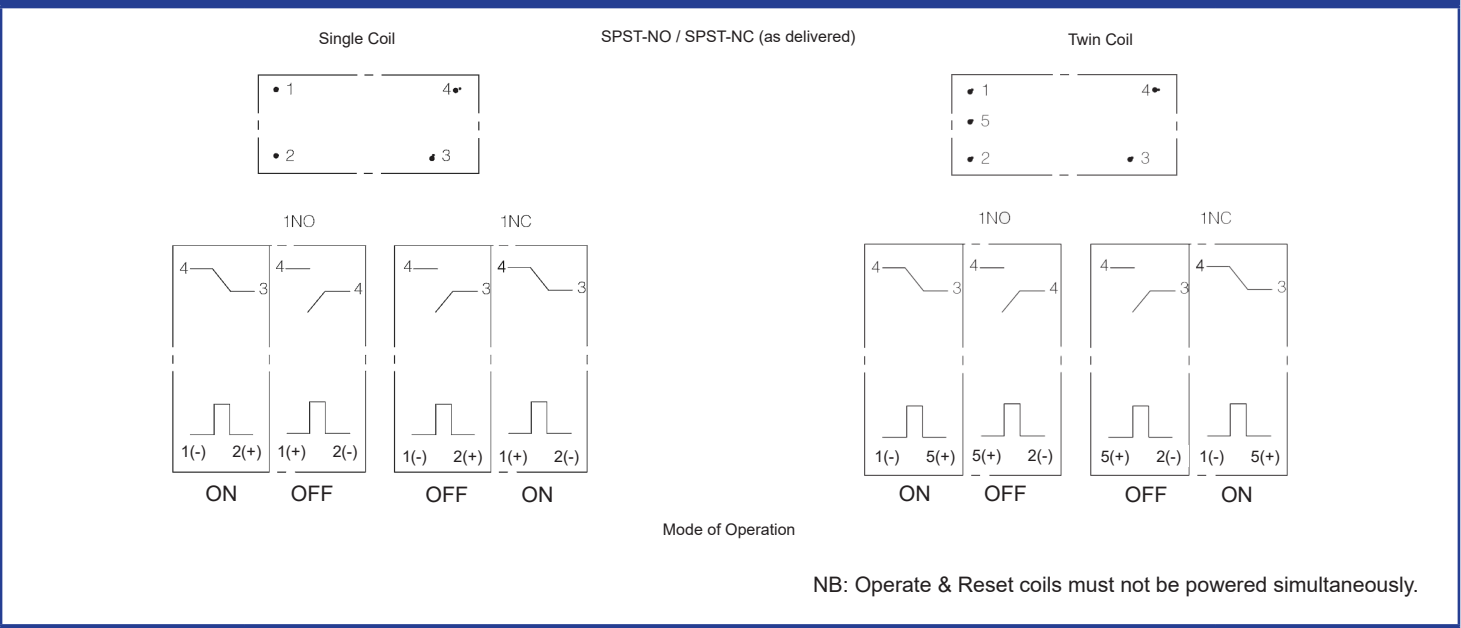 Single Coil SPST-NO / SPST-NC (as delivered) Twin Coil
1 4 1 4
5
2 3 2 3
1NO 1NC 1NO 1NC
4 4 4 4 4 4 4 4
3 4 3 3 3 4 3 3
1(-) 2(+) 1(+) 2(-) 1(-) 2(+) 1(+) 2(-) 1(-) 5(+) 5(+) 2(-) 5(+) 2(-) 1(-) 5(+)
ON OFF OFF ON ON OFF OFF ON
Mode of Operation
NB: Operate & Reset coils must not be powered simultaneously.